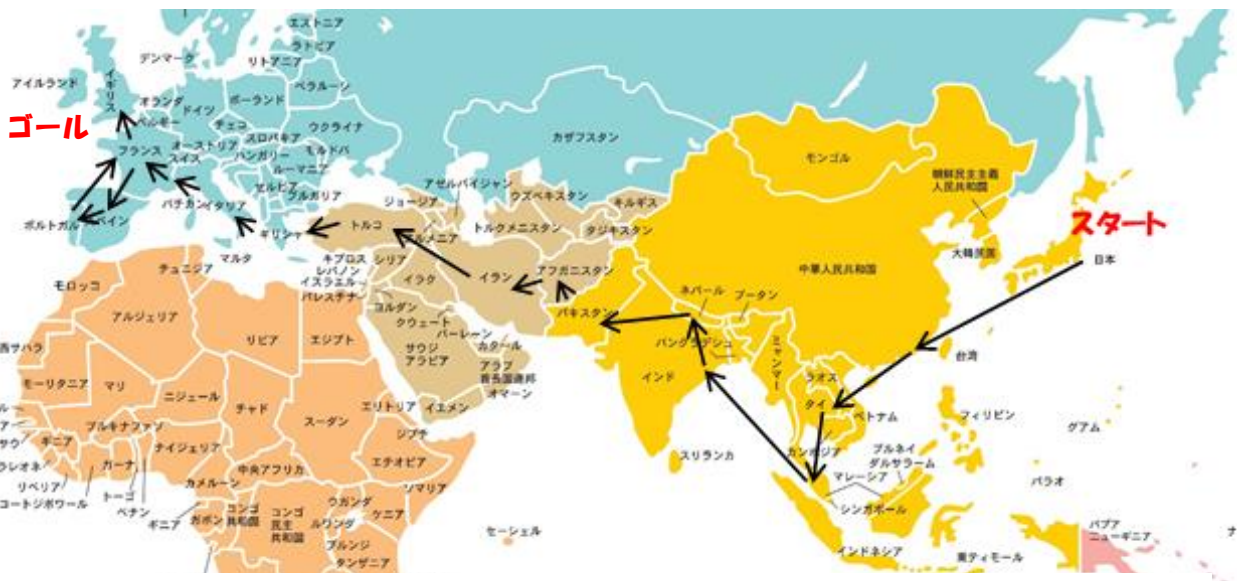 エストニア
ラトビア
デンマーク
リトアニア
アイルランド
イギリス
ベラルーシ
オランダ
ドイツ
ポーランド
ゴール
ベルギー
チェコ
ウクライナ
スロバキア
カザフスタン
フランス
オーストリア
スイス
ハンガリー
モルドバ
ルーマニア
モンゴル
セルビア
ブルガリア
アゼルバイジャン
ウズベキスタン
朝鮮民主主義
人民共和国
バチカン
イタリア
ジョージア
キルギス
ポルトガル
スペイン
ギリシャ
トルコ
アルメニア
トルクメニスタン
タジキスタン
スタート
大韓民国
日本
マルタ
キプロス
シリア
レバノン
イスラエル
パレスチナ
イラク
イラン
アフガニスタン
中華人民共和国
チュニジア
モロッコ
ヨルダン
クウェート
バーレーン
パキスタン
ネパール
ブータン
アルジェリア
リビア
エジプト
サウジ
アラビア
カタール
アラブ
首長国連邦
オマーン
バングラデシュ
ミャンマー
台湾
西サハラ
モーリタニア
マリ
ニジェール
チャド
スーダン
エリトリア
イエメン
インド
ラオス
タイ
ベトナム
フィリピン
グアム
ギニア
ブルキナファソ
ナイジェリア
ジブチ
エチオピア
カンボジア
スリランカ
ブルネイ
ダルサラーム
マレーシア
シンガポール
パラオ
リベリア
コートジボワール
ガーナ
トーゴ
ベナン
カメルーン
中央アフリカ
ソマリア
ギニア
ガボン
コンゴ
共和国
コンゴ
民主
共和国
ウガンダ
ルワンダ
ケニア
ブルンジ
タンザニア
セーシェル
インドネシア
東ティモール
パプア
ニューギニア